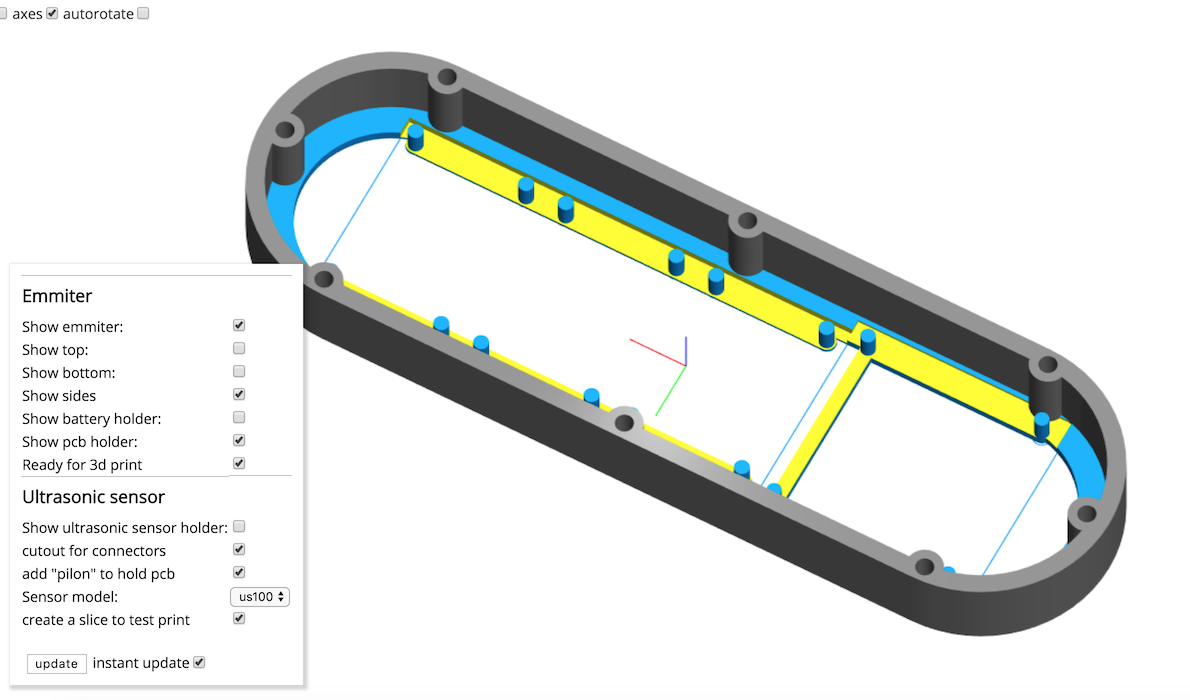 axes autorotate
Emmiter
Show emmiter:
Show top:
Show bottom:
Show sides
Show battery holder:
Show pcb holder:
Ready for 3d print
Ultrasonic sensor
Show ultrasonic sensor holder:
cutout for connectors
add "pilon" to hold pcb
Sensor model: us100
create a slice to test print
update instant update